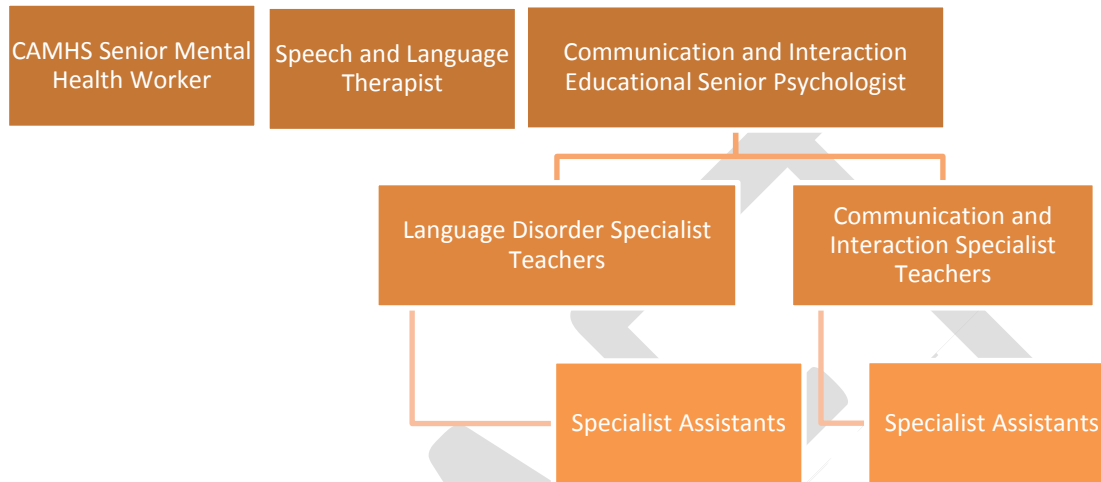 CAMHS Senior Mental
Health Worker
Speech and Language
Therapist
Communication and Interaction
Educational Senior Psychologist
Language Disorder Specialist
Teachers
Communication and
Interaction Specialist
Teachers
Specialist Assistants
Specialist Assistants